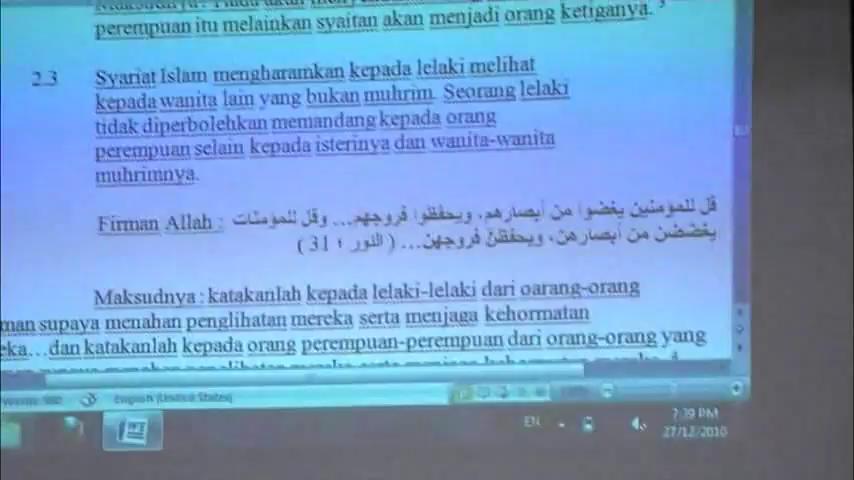 perempuan itu melainkan syaitan akan menjadi orang ketiganya.
2.3 Syariat Islam mengharamkan kepada lelaki melihat
kepada wanita lain yang bukan muhrim. Seorang lelaki
tidak diperbolehkan memandang kepada orang
perempuan selain kepada isterinya dan wanita-wanita
muhrimnya.
Firman Allah : قل للمؤمنين يغضوا من أبصارهم، ويحفظوا فروجهم... وقل للمؤمنات
يغضضن من أبصارهن، ويحفظن فروجهن... ( النور ؛ 31 )
Maksudnya : katakanlah kepada lelaki-lelaki dari oarang-orang
man supaya menahan penglihatan mereka serta menjaga kehormatan
eka...dan katakanlah kepada orang perempuan-perempuan dari orang-orang yang
English (United States)
EN
7:39 PM
27/12/2010